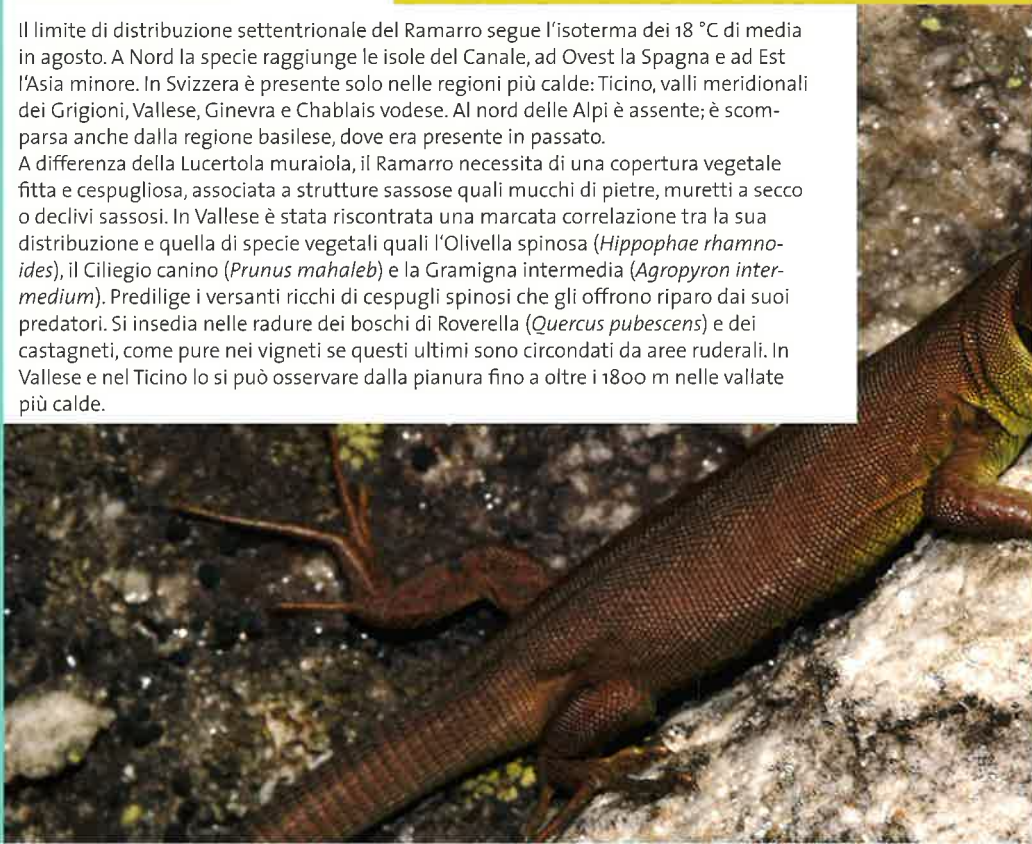 Il limite di distribuzione settentrionale del Ramarro segue l'isoterma dei 18 °C di media
in agosto. A Nord la specie raggiunge le isole del Canale, ad Ovest la Spagna e ad Est
l'Asia minore. In Svizzera è presente solo nelle regioni più calde: Ticino, valli meridionali
dei Grigioni, Vallese, Ginevra e Chablais vodese. Al nord delle Alpi è assente; è scom-
parsa anche dalla regione basilese, dove era presente in passato.
A differenza della Lucertola muraiola, il Ramarro necessita di una copertura vegetale
fitta e cespugliosa, associata a strutture sassose quali mucchi di pietre, muretti a secco
o declivi sassosi. In Vallese è stata riscontrata una marcata correlazione tra la sua
distribuzione e quella di specie vegetali quali l'Olivella spinosa (Hippophae rhamno-
ides), il Ciliegio canino (Prunus mahaleb) e la Gramigna intermedia (Agropyron inter-
medium). Predilige i versanti ricchi di cespugli spinosi che gli offrono riparo dai suoi
predatori. Si insedia nelle radure dei boschi di Roverella (Quercus pubescens) e dei
castagneti, come pure nei vigneti se questi ultimi sono circondati da aree ruderali. In
Vallese e nel Ticino lo si può osservare dalla pianura fino a oltre i 1800 m nelle vallate
più calde.